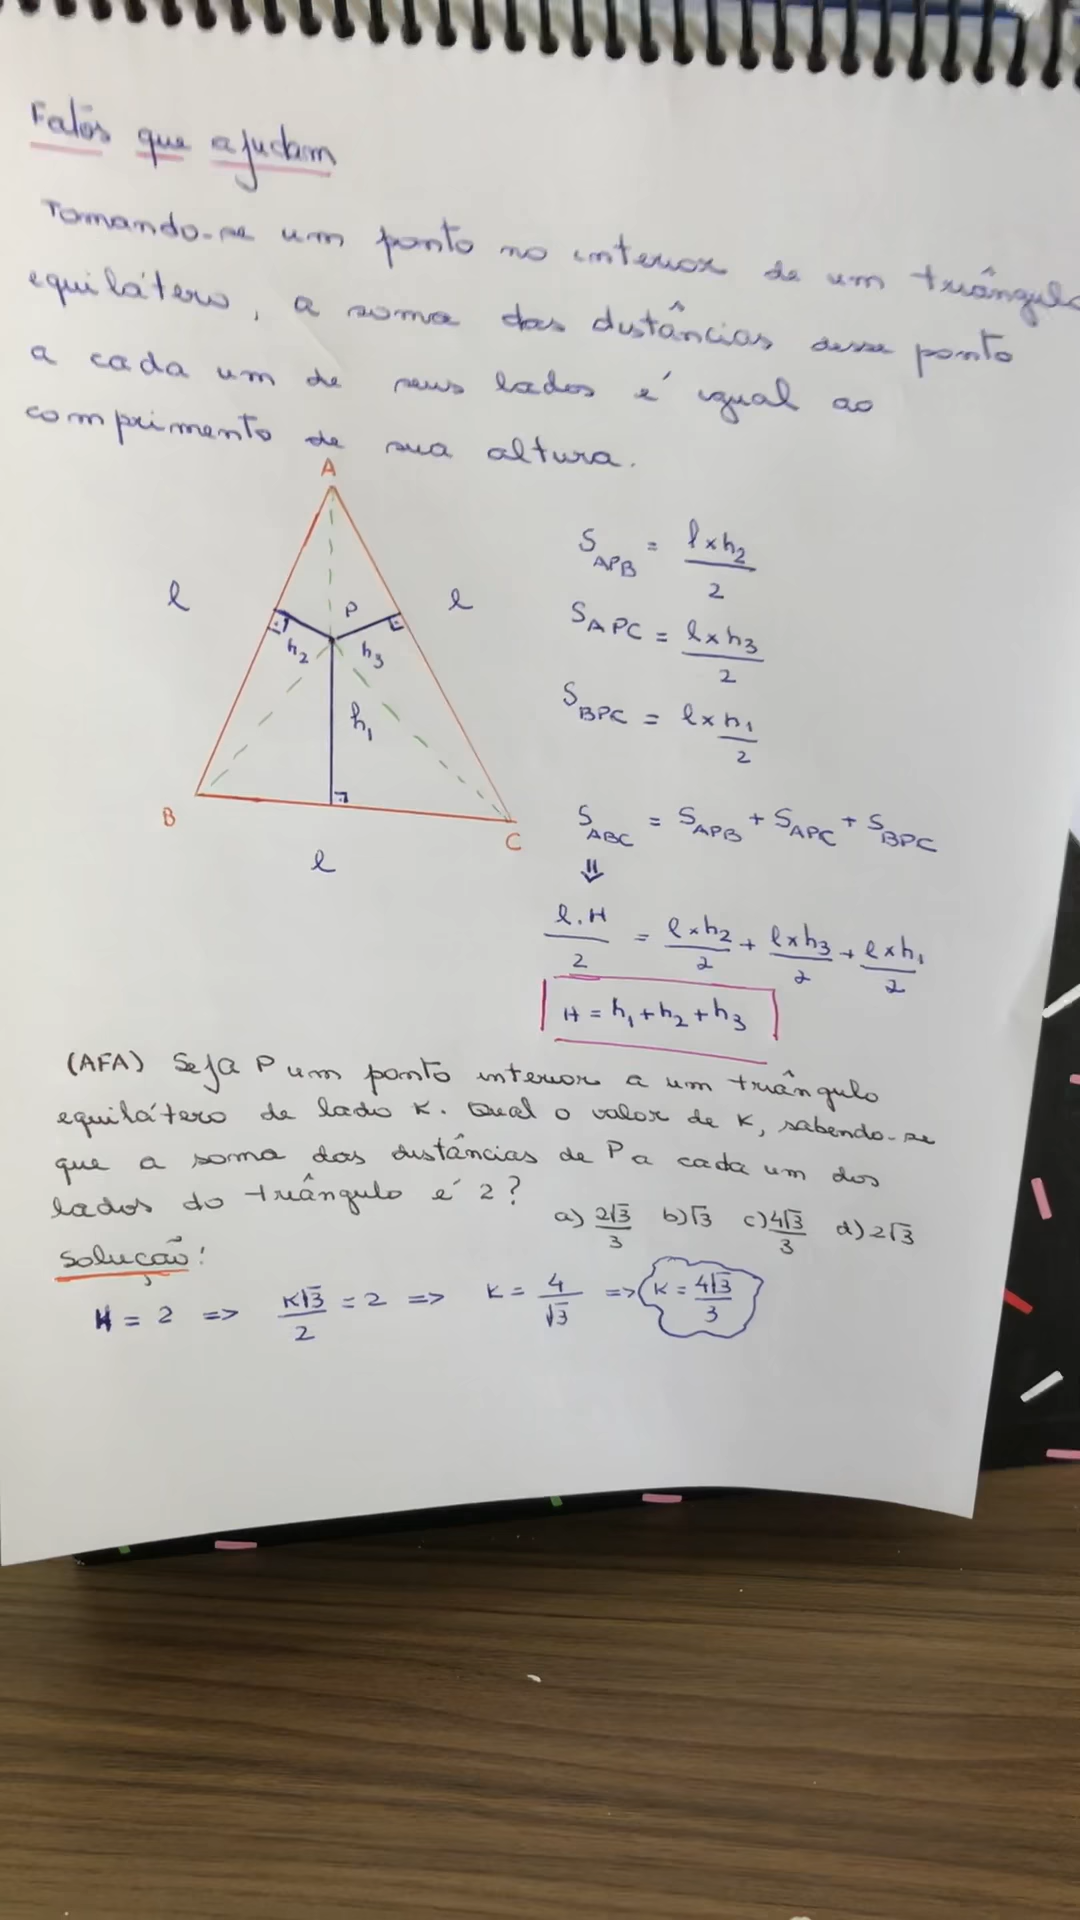 Fatos que ajudam
Tomando-se um ponto no interior de um triângulo
equilátero, a soma das distâncias desse ponto
a cada um de seus lados é igual ao
comprimento de sua altura.
A
l
l
P
h₂
h₃
h₁
B
C
l
S_APB = l×h₂/2
S_APC = l×h₃/2
S_BPC = l×h₁/2
S_ABC = S_APB + S_APC + S_BPC
⇓
l.H/2 = l×h₂/2 + l×h₃/2 + l×h₁/2
H = h₁+h₂+h₃
(AFA) Seja P um ponto interior a um triângulo
equilátero de lado K. Qual o valor de K, sabendo-se
que a soma das distâncias de P a cada um dos
lados do triângulo é 2?
a) 2√3/3 b) √3 c) 4√3/3 d) 2√3
Solução:
H = 2 => K√3/2 = 2 => K = 4/√3 => K = 4√3/3